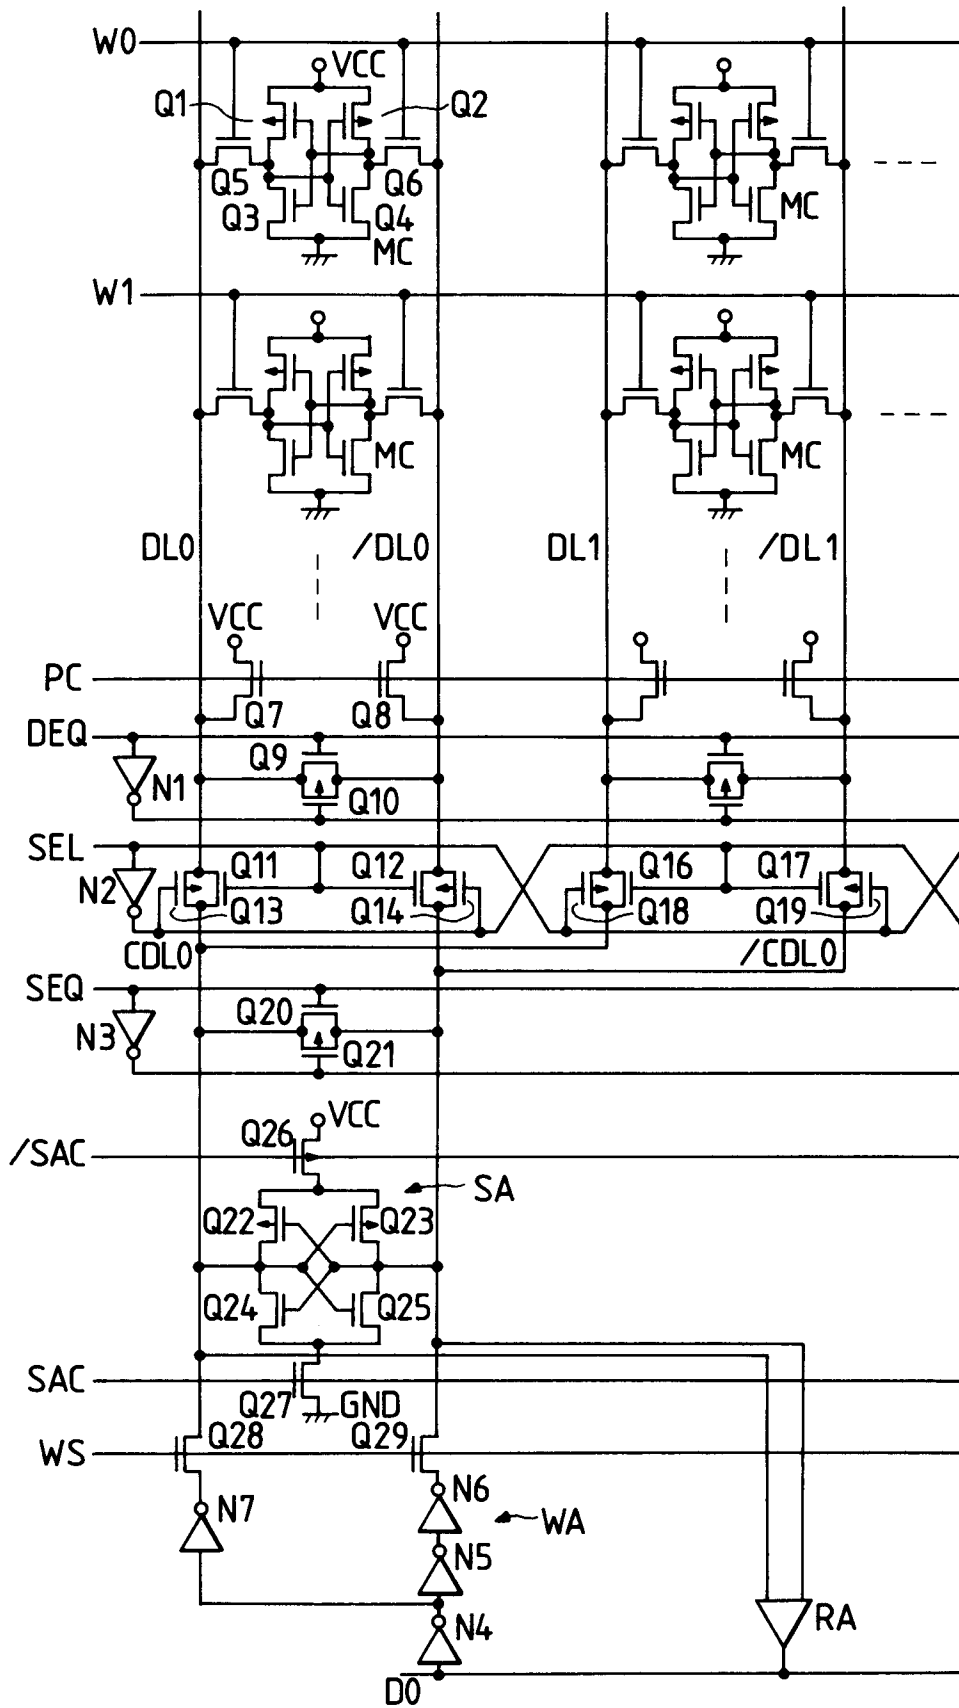 W0
VCC
Q1
Q2
Q5
Q6
Q3
Q4
MC
MC
W1
MC
MC
DL0
/DL0
DL1
/DL1
VCC
VCC
PC
Q7
Q8
DEQ
Q9
N1
Q10
SEL
Q11
Q12
Q16
Q17
N2
Q13
Q14
Q18
Q19
CDL0
/CDL0
SEQ
Q20
N3
Q21
VCC
Q26
/SAC
SA
Q22
Q23
Q24
Q25
SAC
Q27
GND
Q28
Q29
WS
N7
N6
WA
N5
N4
RA
D0